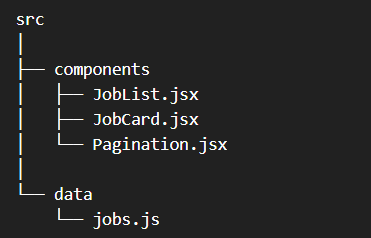 src
│
├── components
│   ├── JobList.jsx
│   ├── JobCard.jsx
│   └── Pagination.jsx
│
└── data
    └── jobs.js